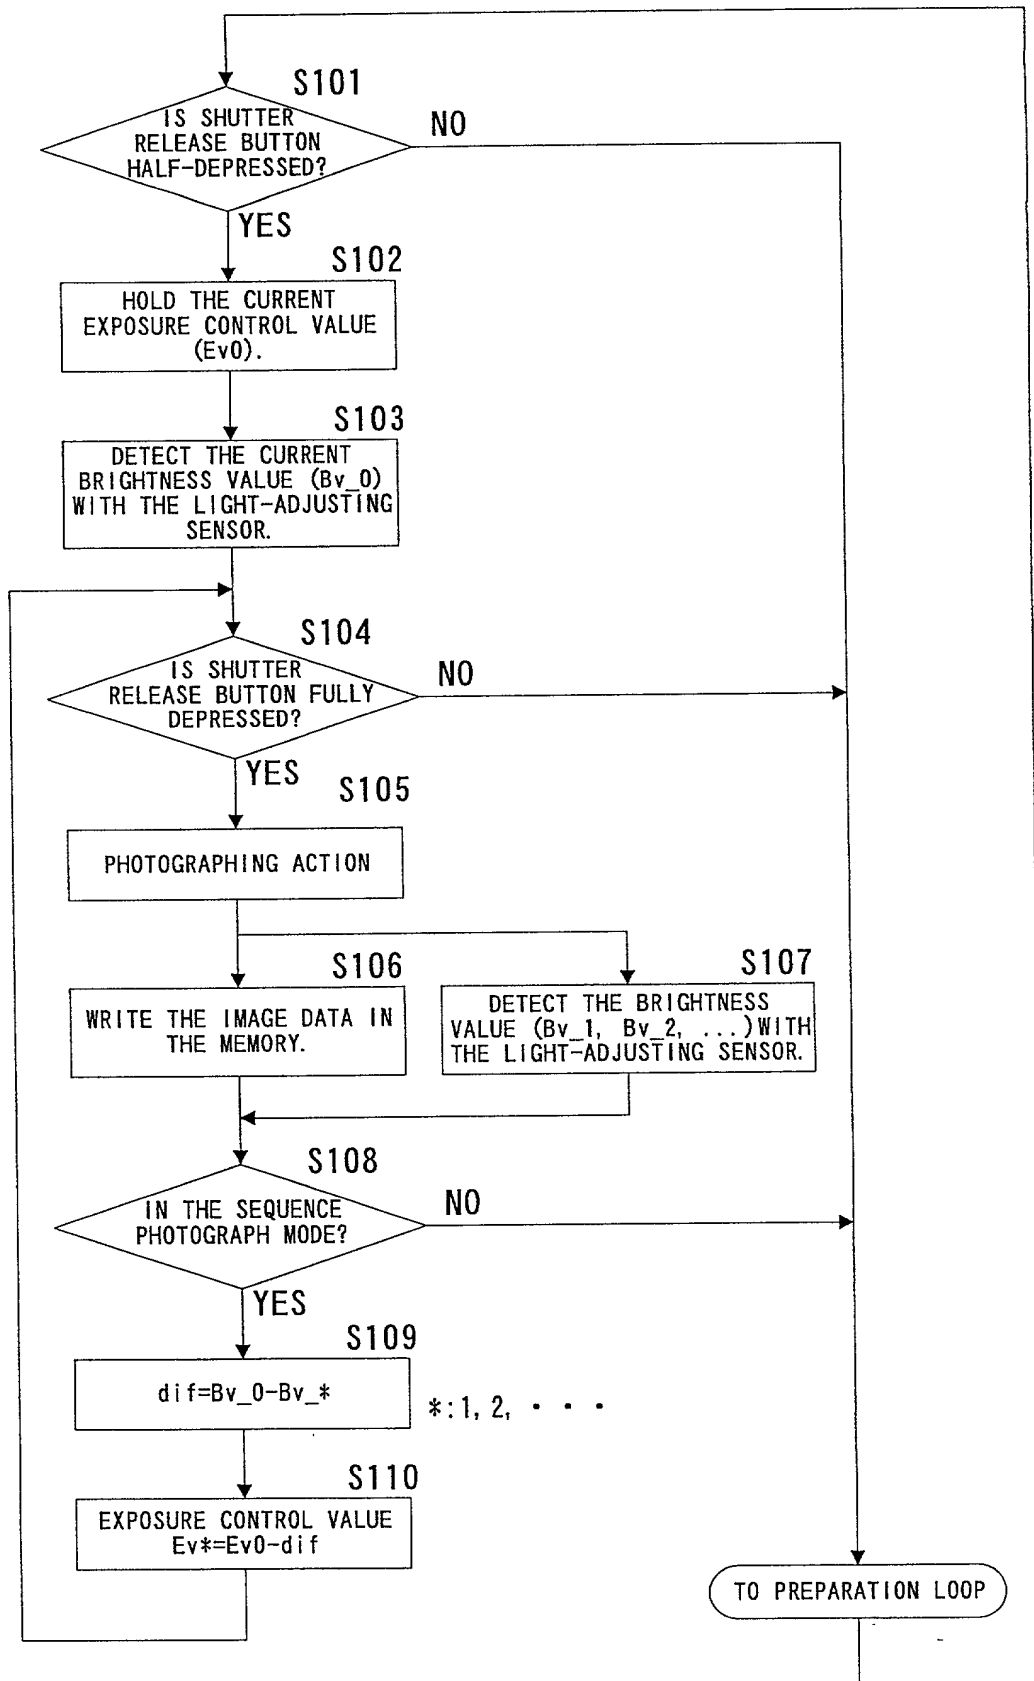 S101
IS SHUTTER
RELEASE BUTTON
HALF-DEPRESSED?
NO
YES
S102
HOLD THE CURRENT
EXPOSURE CONTROL VALUE
(Ev0).
S103
DETECT THE CURRENT
BRIGHTNESS VALUE (Bv_0)
WITH THE LIGHT-ADJUSTING
SENSOR.
S104
IS SHUTTER
RELEASE BUTTON FULLY
DEPRESSED?
NO
YES
S105
PHOTOGRAPHING ACTION
S106
WRITE THE IMAGE DATA IN
THE MEMORY.
S107
DETECT THE BRIGHTNESS
VALUE (Bv_1, Bv_2, ...)WITH
THE LIGHT-ADJUSTING SENSOR.
S108
IN THE SEQUENCE
PHOTOGRAPH MODE?
NO
YES
S109
dif=Bv_0-Bv_*
*:1, 2, ・ ・ ・
S110
EXPOSURE CONTROL VALUE
Ev*=Ev0-dif
TO PREPARATION LOOP